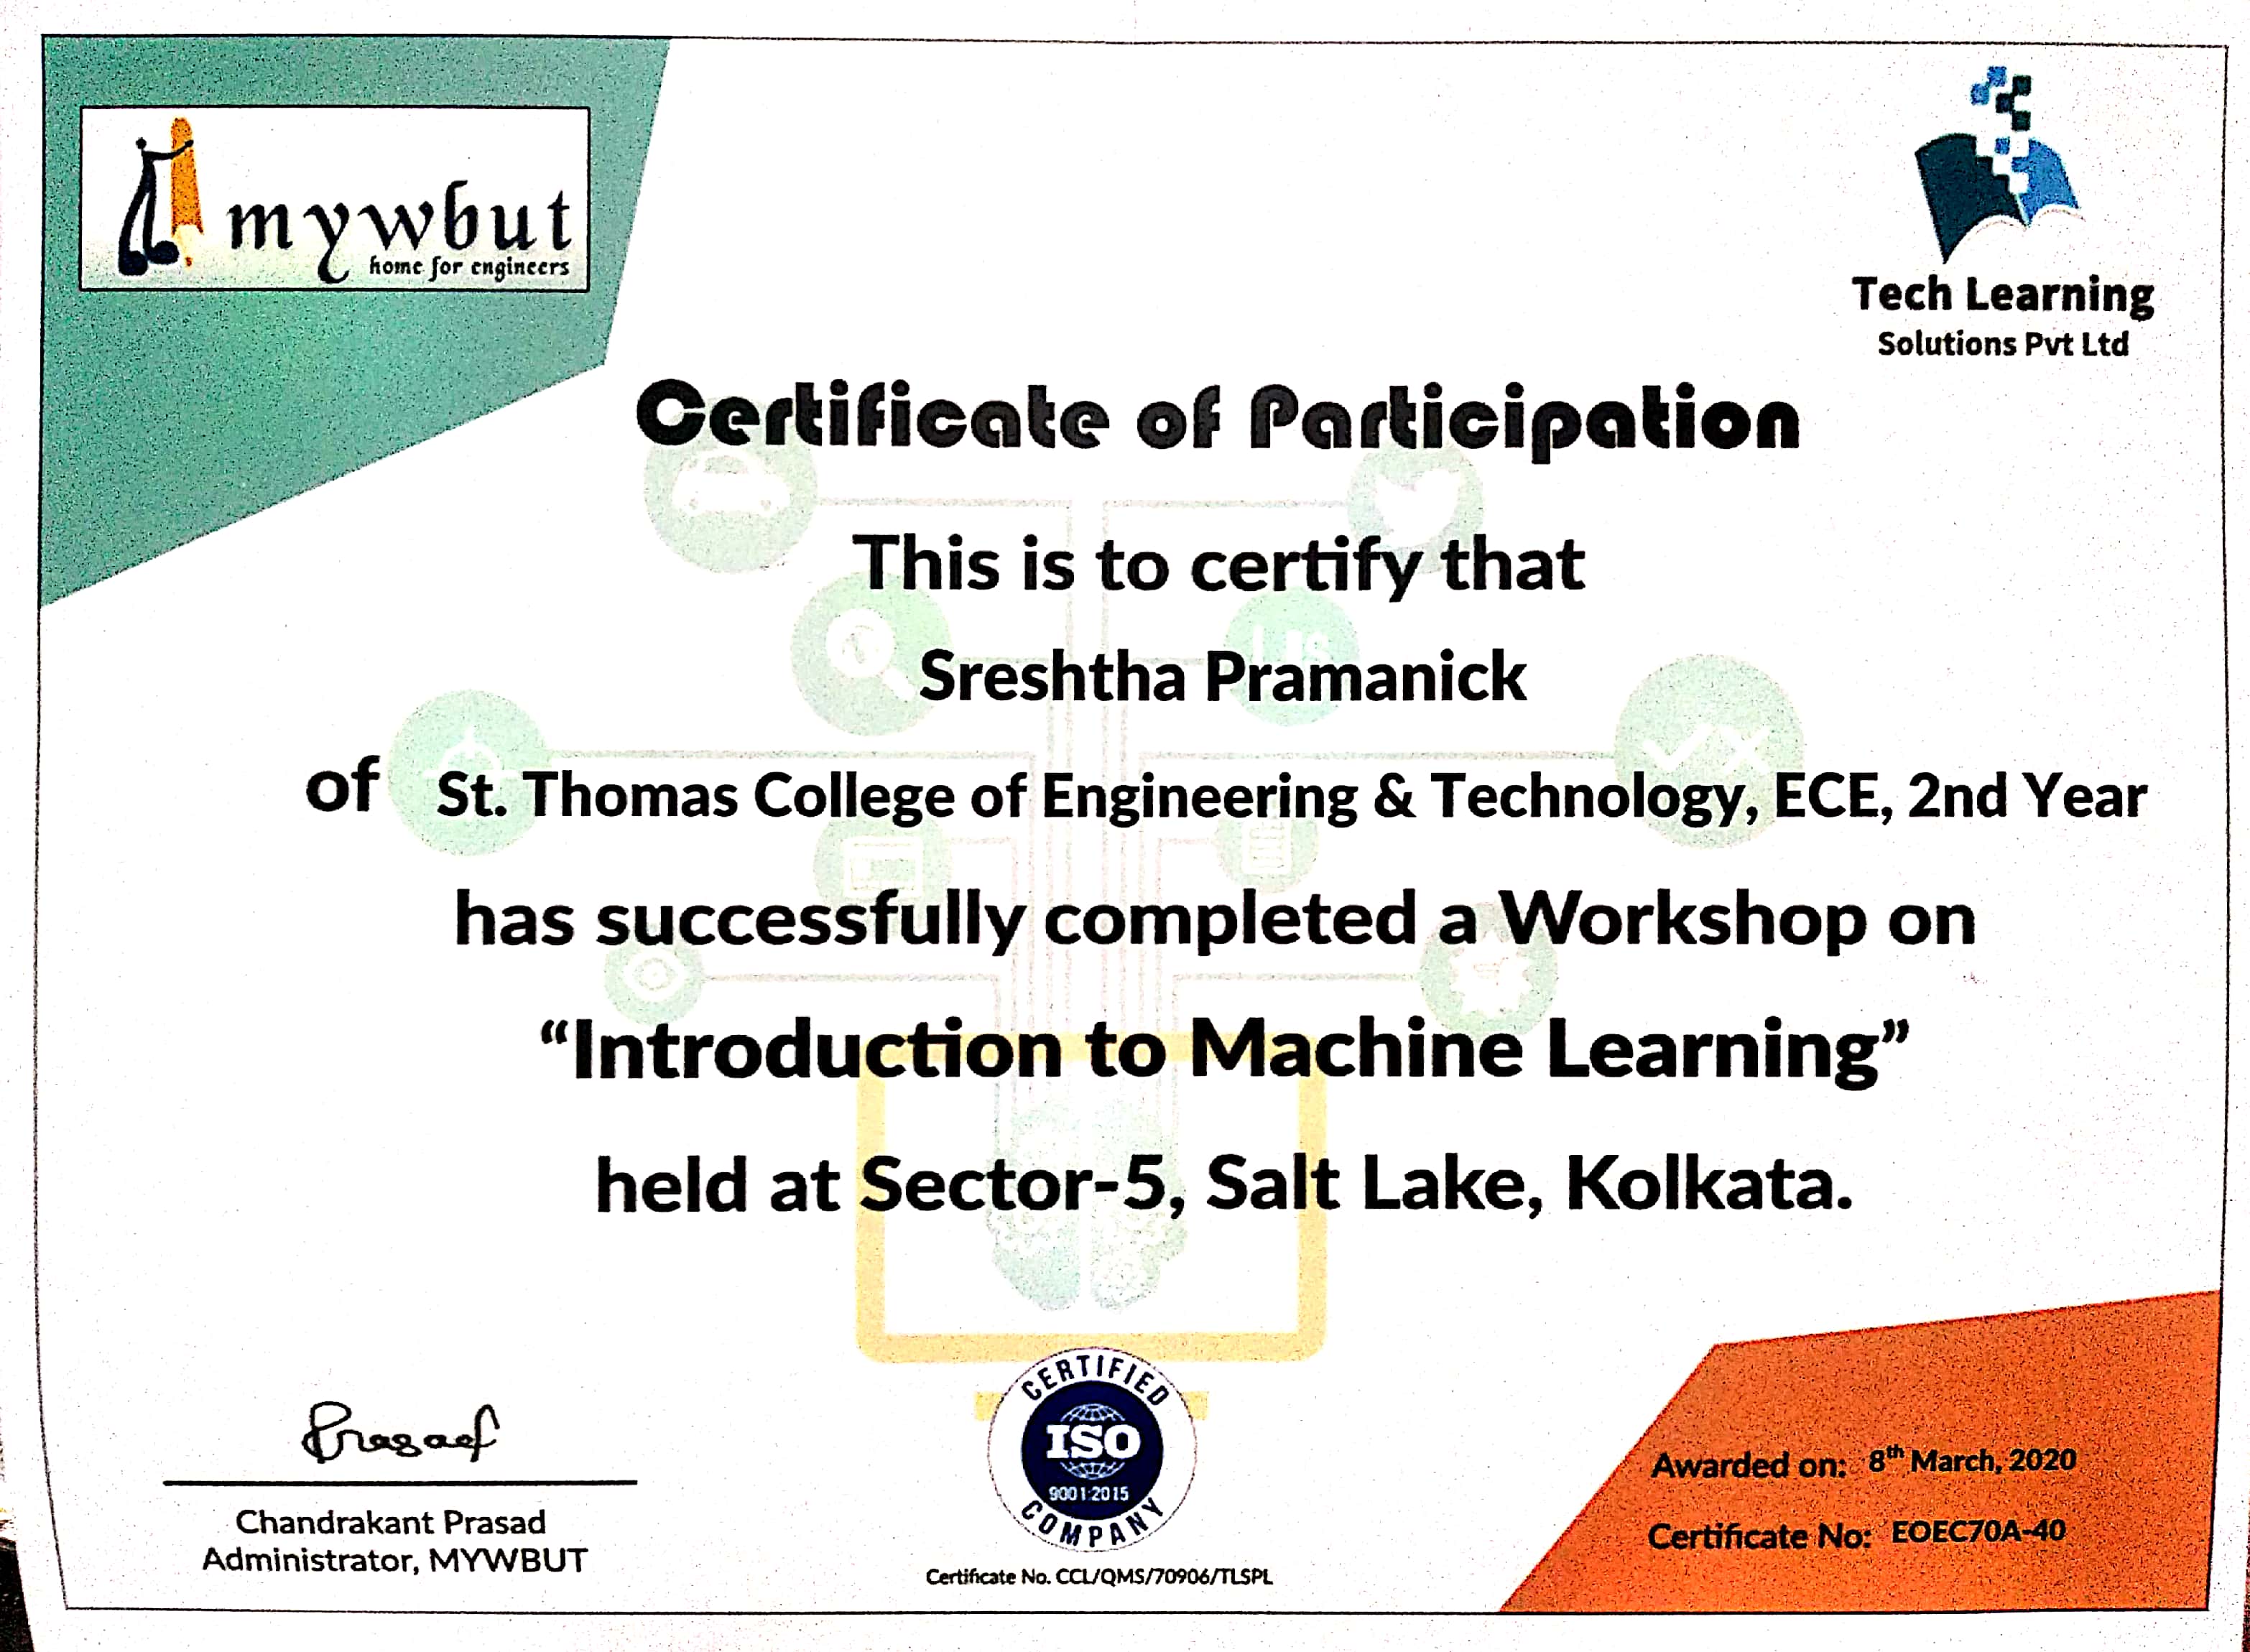 mywbut
home for engineers
Tech Learning
Solutions Pvt Ltd
Certificate of Participation
This is to certify that
Sreshtha Pramanick
of St. Thomas College of Engineering & Technology, ECE, 2nd Year
has successfully completed a Workshop on
“Introduction to Machine Learning”
held at Sector-5, Salt Lake, Kolkata.
Prasad
Chandrakant Prasad
Administrator, MYWBUT
CERTIFIED
ISO
9001:2015
COMPANY
Certificate No. CCL/QMS/70906/TLSPL
Awarded on: 8th March, 2020
Certificate No: EOEC70A-40